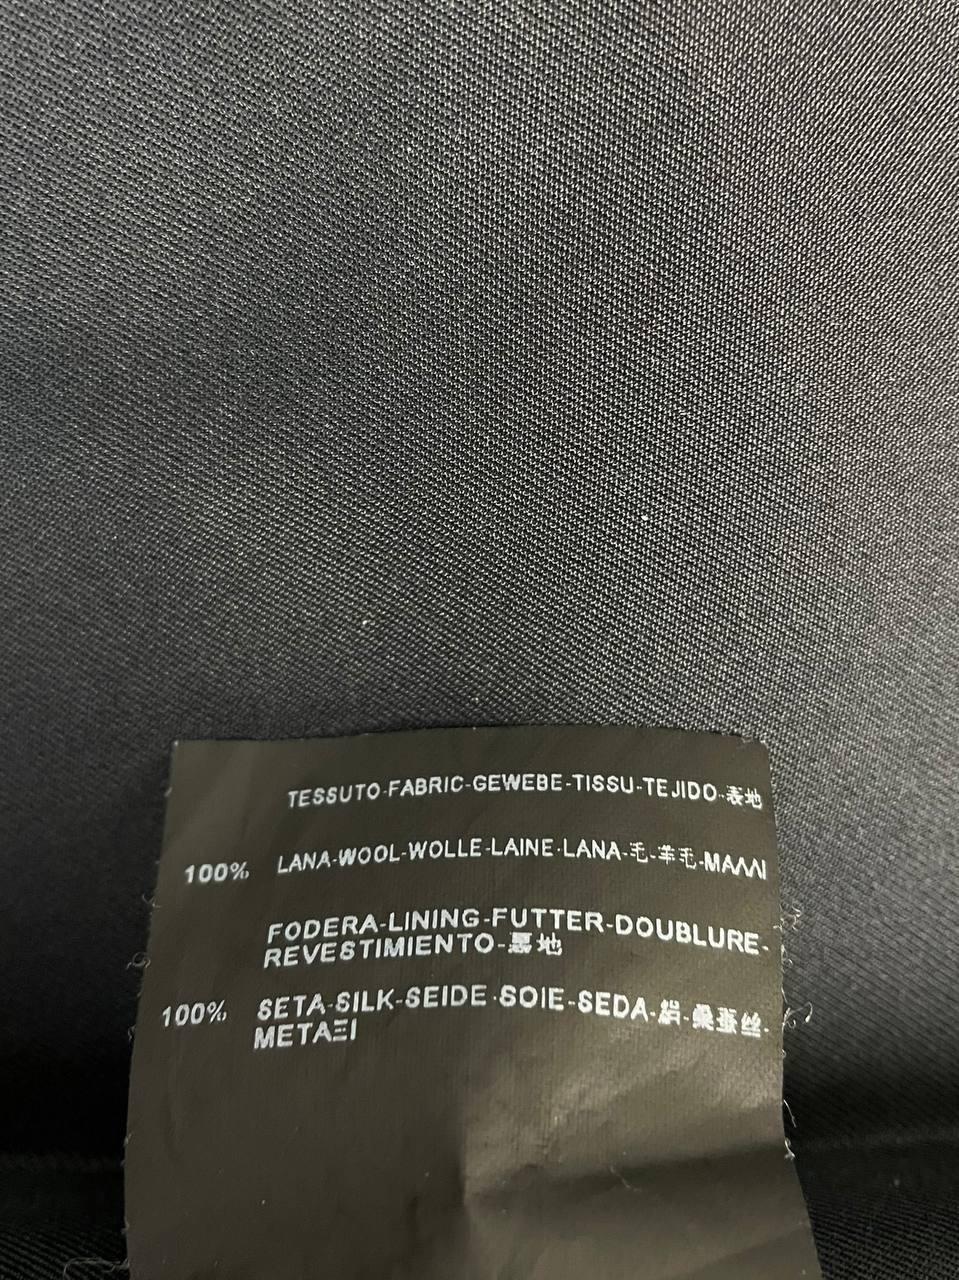 TESSUTO-FABRIC-GEWEBE-TISSU-TEJIDO-表地
100% LANA-WOOL-WOLLE-LAINE-LANA-毛-羊毛-ΜΑΛΛΙ
FODERA-LINING-FUTTER-DOUBLURE-
REVESTIMIENTO-裏地
100% SETA-SILK-SEIDE-SOIE-SEDA-絹-桑蚕丝-
ΜΕΤΑΞΙ